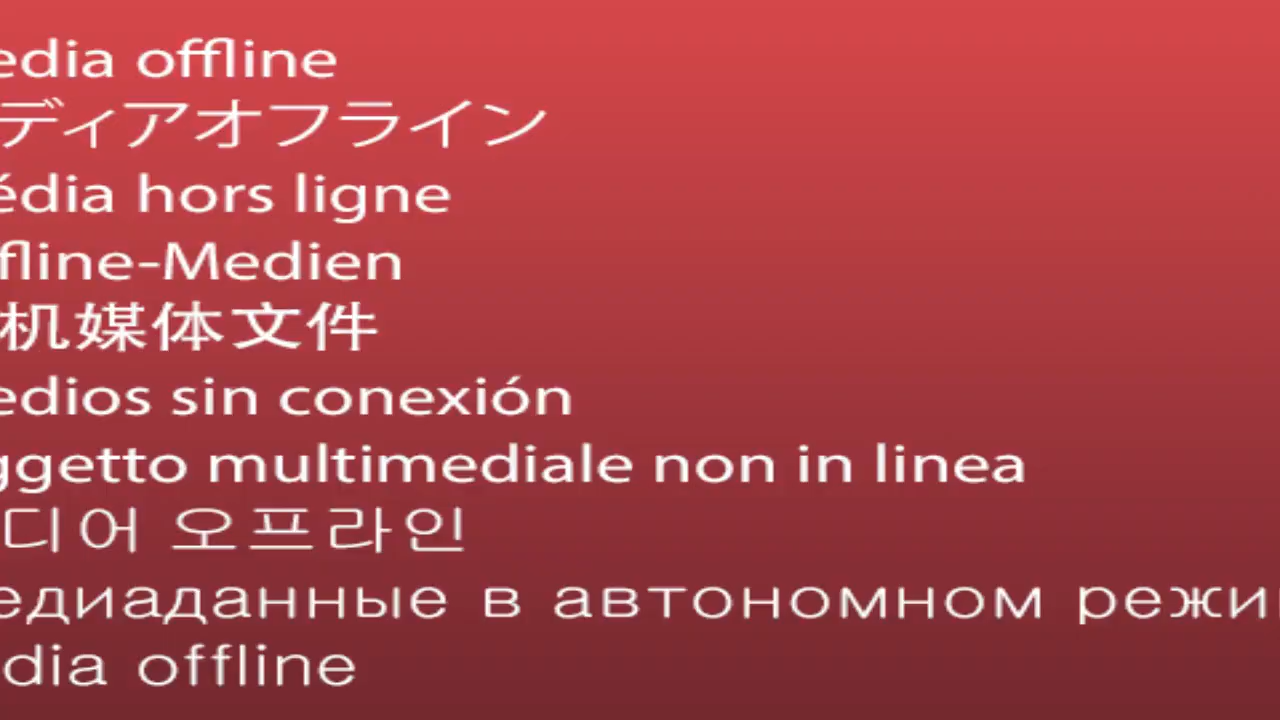 edia offline
ディアオフライン
édia hors ligne
fline-Medien
机媒体文件
edios sin conexión
ggetto multimediale non in linea
디어 오프라인
едиаданные в автономном режи
dia offline